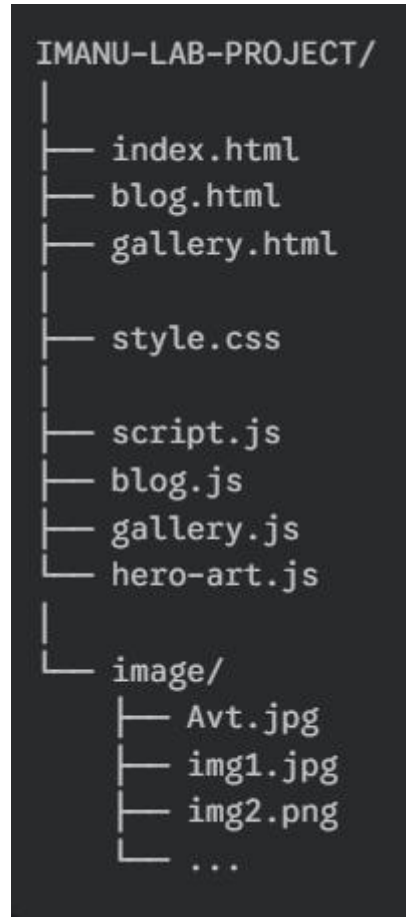 IMANU-LAB-PROJECT/
│
├── index.html
├── blog.html
├── gallery.html
│
├── style.css
│
├── script.js
├── blog.js
├── gallery.js
└── hero-art.js
│
└── image/
    ├── Avt.jpg
    ├── img1.jpg
    ├── img2.png
    └── ...